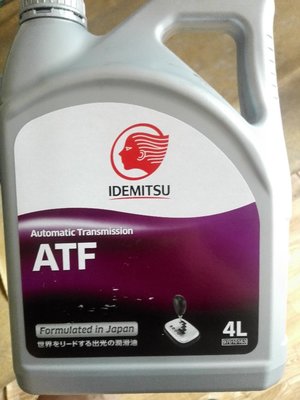 IDEMITSU
Automatic Transmission
ATF
Formulated in Japan
4L
世界をリードする出光の潤滑油
97010163